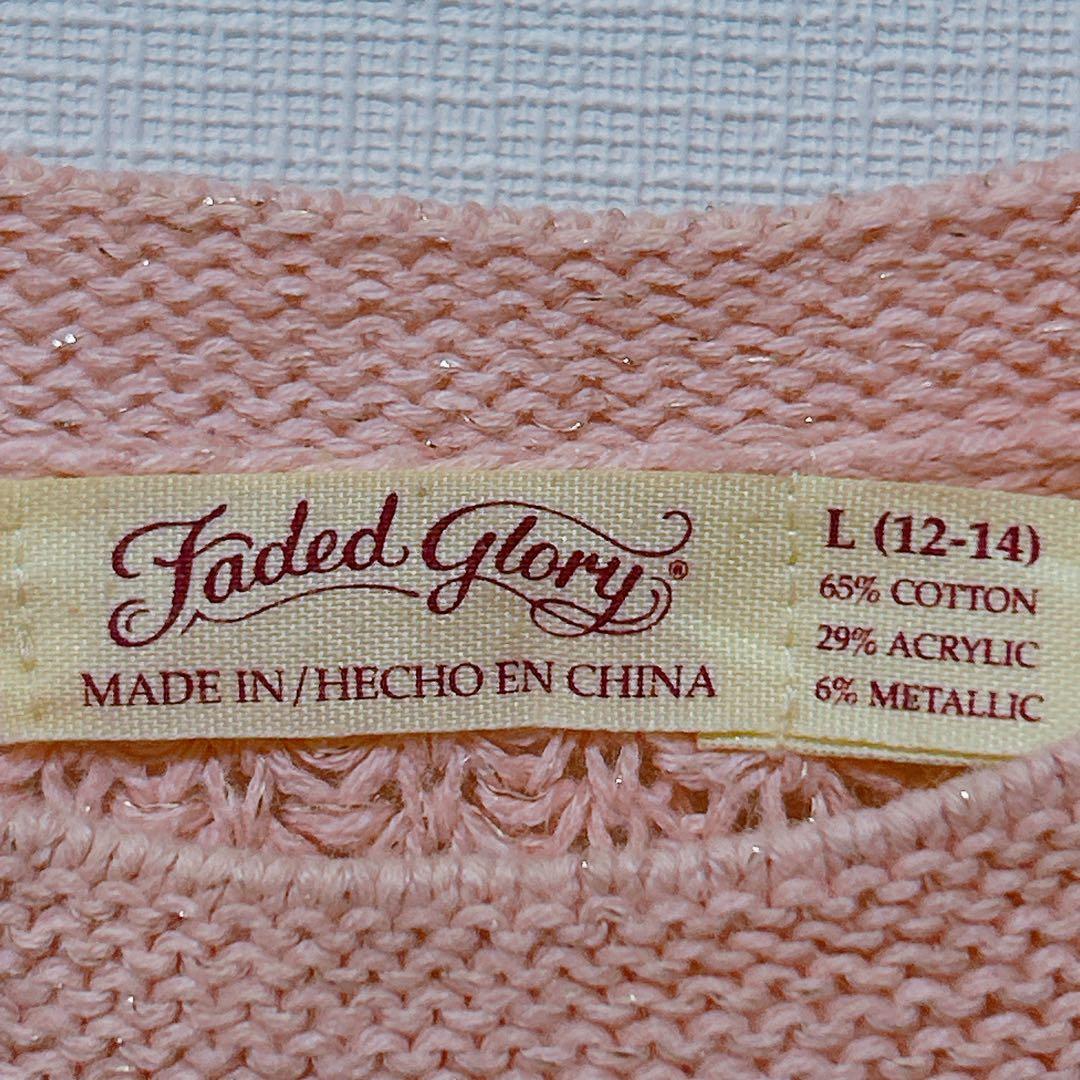 Faded Glory®
MADE IN/HECHO EN CHINA
L (12-14)
65% COTTON
29% ACRYLIC
6% METALLIC